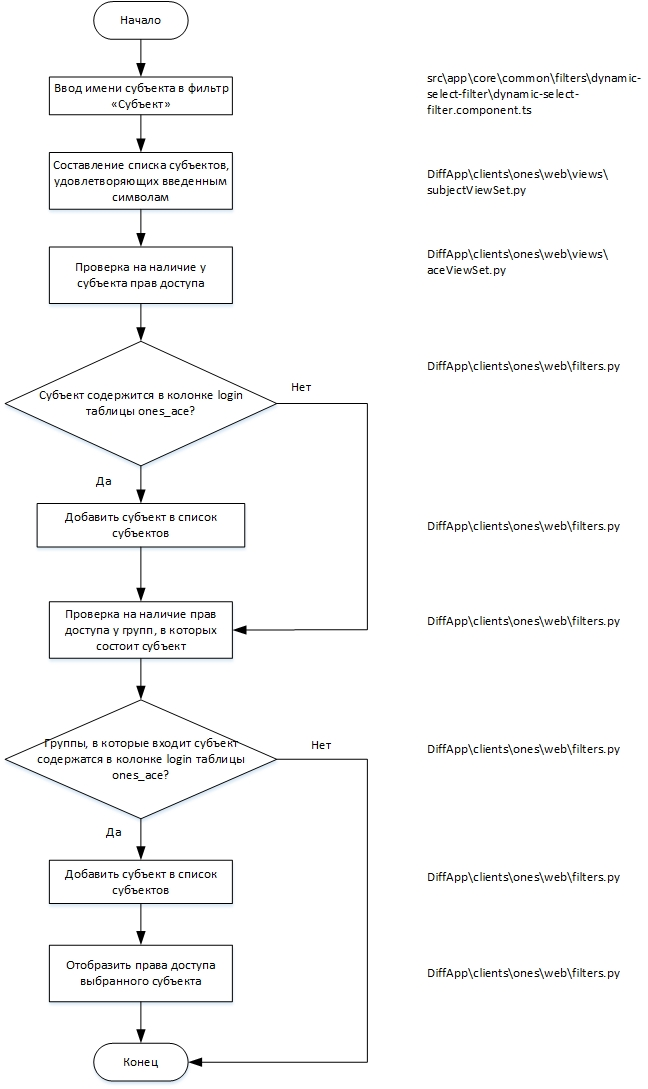 Начало
Ввод имени субъекта в фильтр
«Субъект»
src\app\core\common\filters\dynamic-
select-filter\dynamic-select-
filter.component.ts
Составление списка субъектов,
удовлетворяющих введенным
символам
DiffApp\clients\ones\web\views\
subjectViewSet.py
Проверка на наличие у
субъекта прав доступа
DiffApp\clients\ones\web\views\
aceViewSet.py
Субъект содержится в колонке login
таблицы ones_ace?
Нет
DiffApp\clients\ones\web\filters.py
Да
Добавить субъект в список
субъектов
DiffApp\clients\ones\web\filters.py
Проверка на наличие прав
доступа у групп, в которых
состоит субъект
DiffApp\clients\ones\web\filters.py
Группы, в которые входит субъект
содержатся в колонке login таблицы
ones_ace?
Нет
DiffApp\clients\ones\web\filters.py
Да
Добавить субъект в список
субъектов
DiffApp\clients\ones\web\filters.py
Отобразить права доступа
выбранного субъекта
DiffApp\clients\ones\web\filters.py
Конец